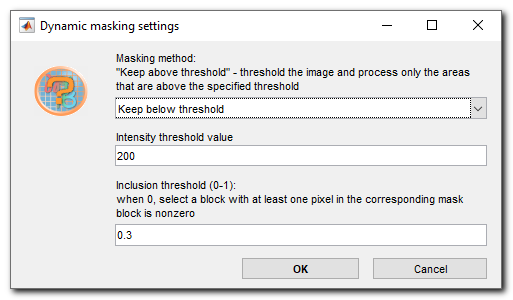 Dynamic masking settings
Masking method:
"Keep above threshold" - threshold the image and process only the areas
that are above the specified threshold
Keep below threshold
Intensity threshold value
200
Inclusion threshold (0-1):
when 0, select a block with at least one pixel in the corresponding mask
block is nonzero
0.3
OK Cancel